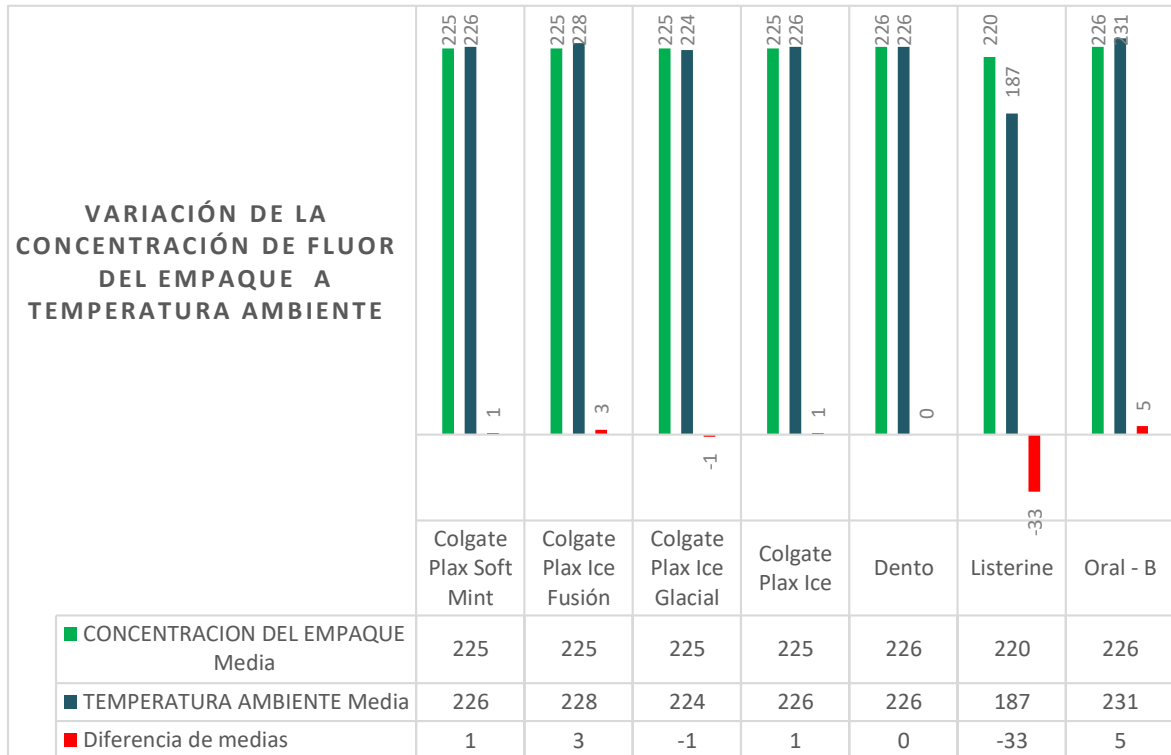 225 226 225 228 225 224 225 226 226 226 220 187 226 231
VARIACIÓN DE LA
CONCENTRACIÓN DE FLUOR
DEL EMPAQUE A
TEMPERATURA AMBIENTE
1 3 -1 1 0 -33 5
Colgate Plax Soft Mint
Colgate Plax Ice Fusión
Colgate Plax Ice Glacial
Colgate Plax Ice
Dento
Listerine
Oral - B
CONCENTRACION DEL EMPAQUE Media 225 225 225 225 226 220 226
TEMPERATURA AMBIENTE Media 226 228 224 226 226 187 231
Diferencia de medias 1 3 -1 1 0 -33 5